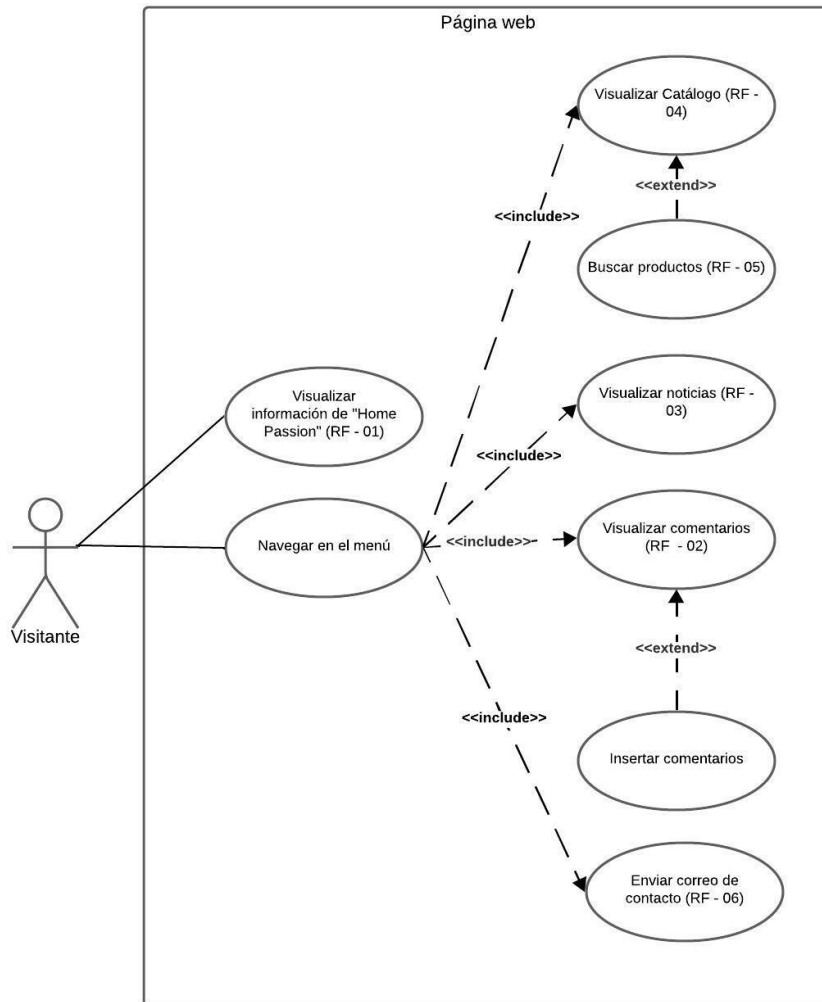 Página web
Visualizar Catálogo (RF -
04)
<<extend>>
<<include>>
Buscar productos (RF - 05)
Visualizar
información de "Home
Passion" (RF - 01)
Visualizar noticias (RF -
03)
<<include>>
Navegar en el menú
<<include>>
Visualizar comentarios
(RF - 02)
Visitante
<<extend>>
<<include>>
Insertar comentarios
Enviar correo de
contacto (RF - 06)